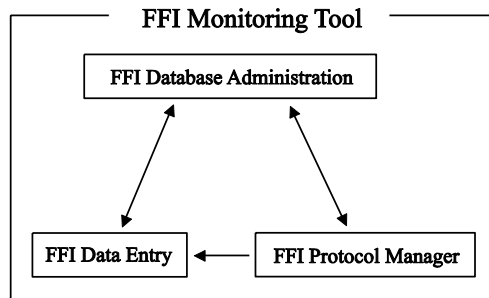 FFI Monitoring Tool
FFI Database Administration
FFI Data Entry
FFI Protocol Manager